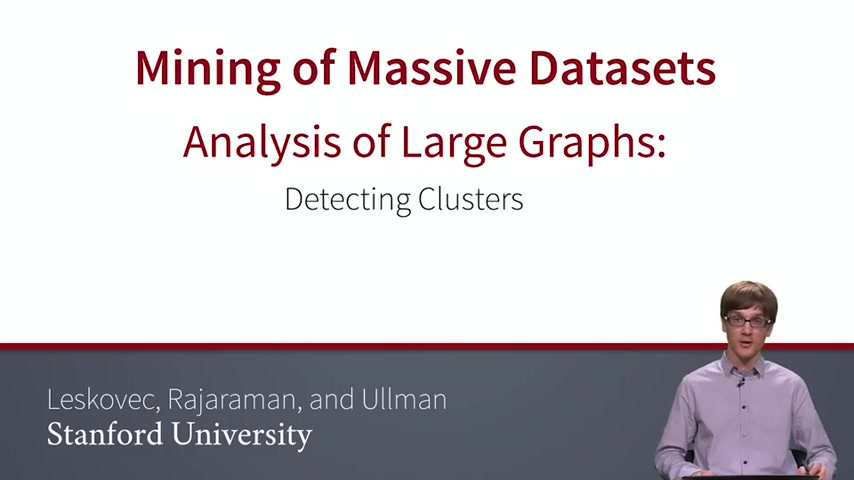 Mining of Massive Datasets
Analysis of Large Graphs:
Detecting Clusters
Leskovec, Rajaraman, and Ullman
Stanford University